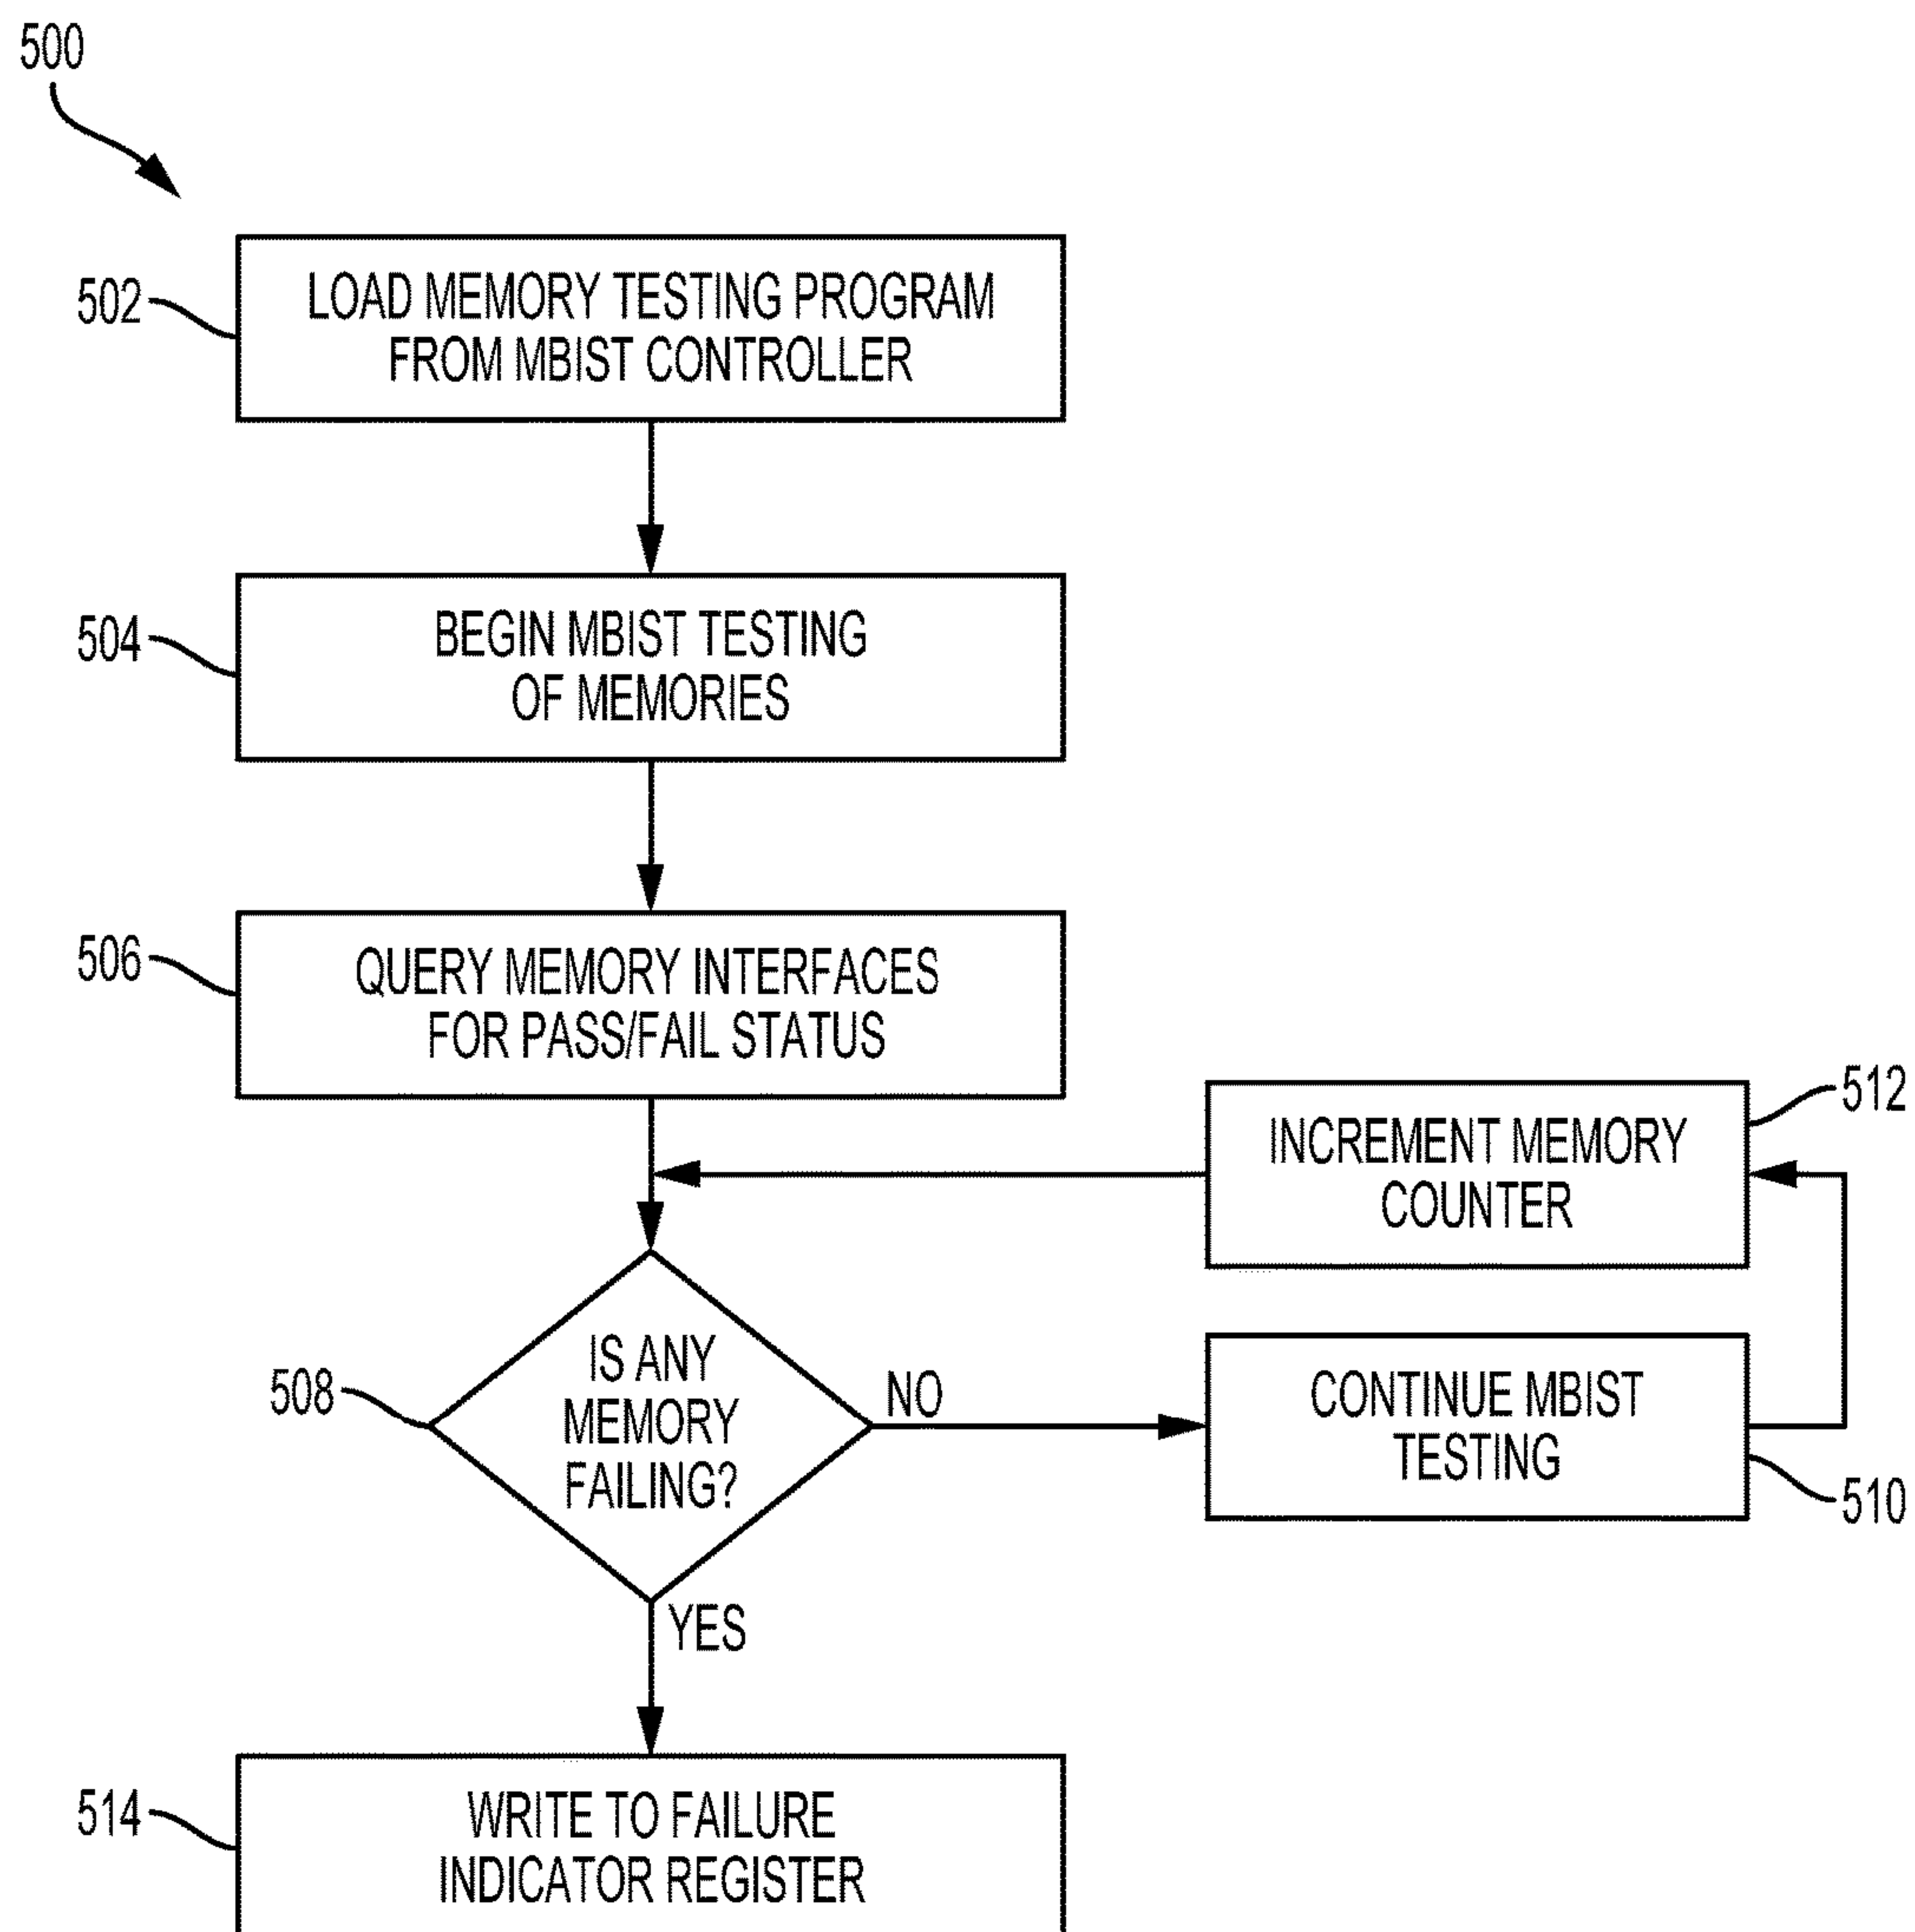 500
502
LOAD MEMORY TESTING PROGRAM
FROM MBIST CONTROLLER
504
BEGIN MBIST TESTING
OF MEMORIES
506
QUERY MEMORY INTERFACES
FOR PASS/FAIL STATUS
512
INCREMENT MEMORY
COUNTER
508
IS ANY
MEMORY
FAILING?
NO
CONTINUE MBIST
TESTING
510
YES
514
WRITE TO FAILURE
INDICATOR REGISTER